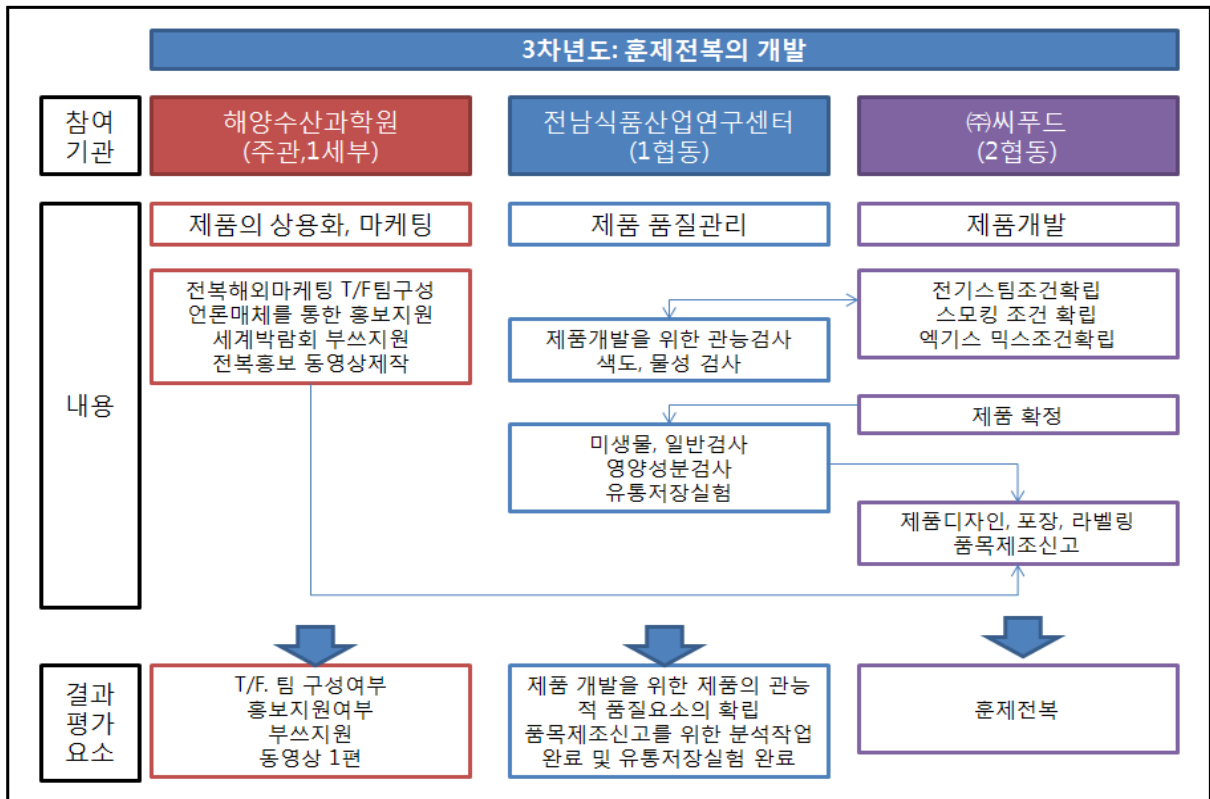 3차년도: 훈제전복의 개발
참여
기관
해양수산과학원
(주관,1세부)
전남식품산업연구센터
(1협동)
㈜씨푸드
(2협동)
내용
제품의 상용화, 마케팅
제품 품질관리
제품개발
전복해외마케팅 T/F팀구성
언론매체를 통한 홍보지원
세계박람회 부쓰지원
전복홍보 동영상제작
제품개발을 위한 관능검사
색도, 물성 검사
전기스팀조건확립
스모킹 조건 확립
엑기스 믹스조건확립
제품 확정
미생물, 일반검사
영양성분검사
유통저장실험
제품디자인, 포장, 라벨링
품목제조신고
결과
평가
요소
T/F. 팀 구성여부
홍보지원여부
부쓰지원
동영상 1편
제품 개발을 위한 제품의 관능
적 품질요소의 확립
품목제조신고를 위한 분석작업
완료 및 유통저장실험 완료
훈제전복